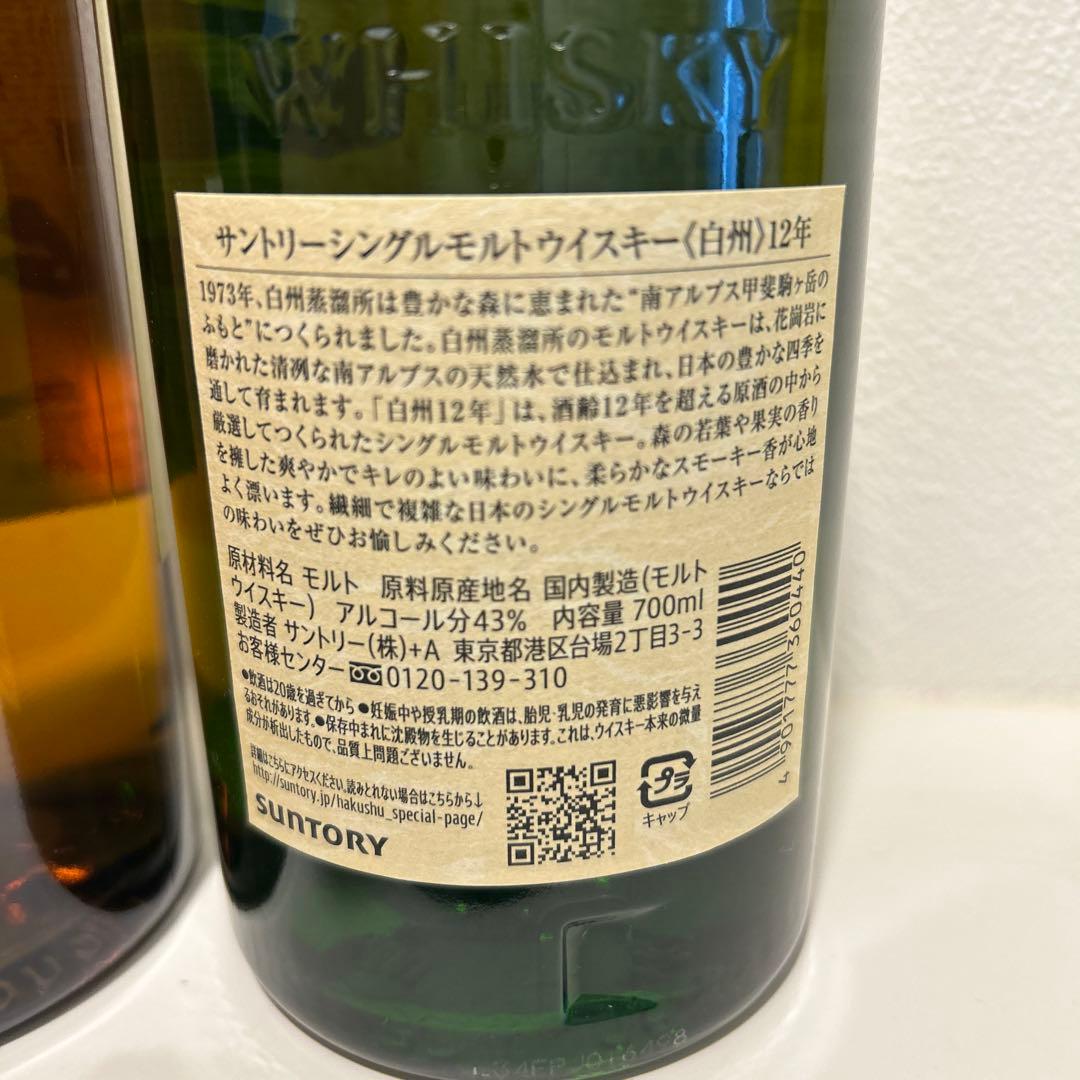 WHISKY
サントリーシングルモルトウイスキー《白州》12年
1973年、白州蒸溜所は豊かな森に恵まれた“南アルプス甲斐駒ヶ岳の
ふもと”につくられました。白州蒸溜所のモルトウイスキーは、花崗岩に
磨かれた清冽な南アルプスの天然水で仕込まれ、日本の豊かな四季を
通して育まれます。「白州12年」は、酒齢12年を超える原酒の中から
厳選してつくられたシングルモルトウイスキー。森の若葉や果実の香り
を擁した爽やかでキレのよい味わいに、柔らかなスモーキー香が心地
よく漂います。繊細で複雑な日本のシングルモルトウイスキーならでは
の味わいをぜひお愉しみください。
原材料名 モルト 原料原産地名 国内製造(モルト
ウイスキー) アルコール分43% 内容量 700ml
製造者 サントリー(株)+A 東京都港区台場2丁目3-3
お客様センター 0120-139-310
●飲酒は20歳を過ぎてから ●妊娠中や授乳期の飲酒は、胎児・乳児の発育に悪影響を与え
るおそれがあります。●保存中まれに沈殿物を生じることがあります。これは、ウイスキー本来の微量
成分が析出したもので、品質上問題ございません。
詳細はこちらにアクセスください。読みとれない場合はこちらから↓
http://suntory.jp/hakushu_special-page/
SUNTORY
プラ
キャップ
4 901777 360440